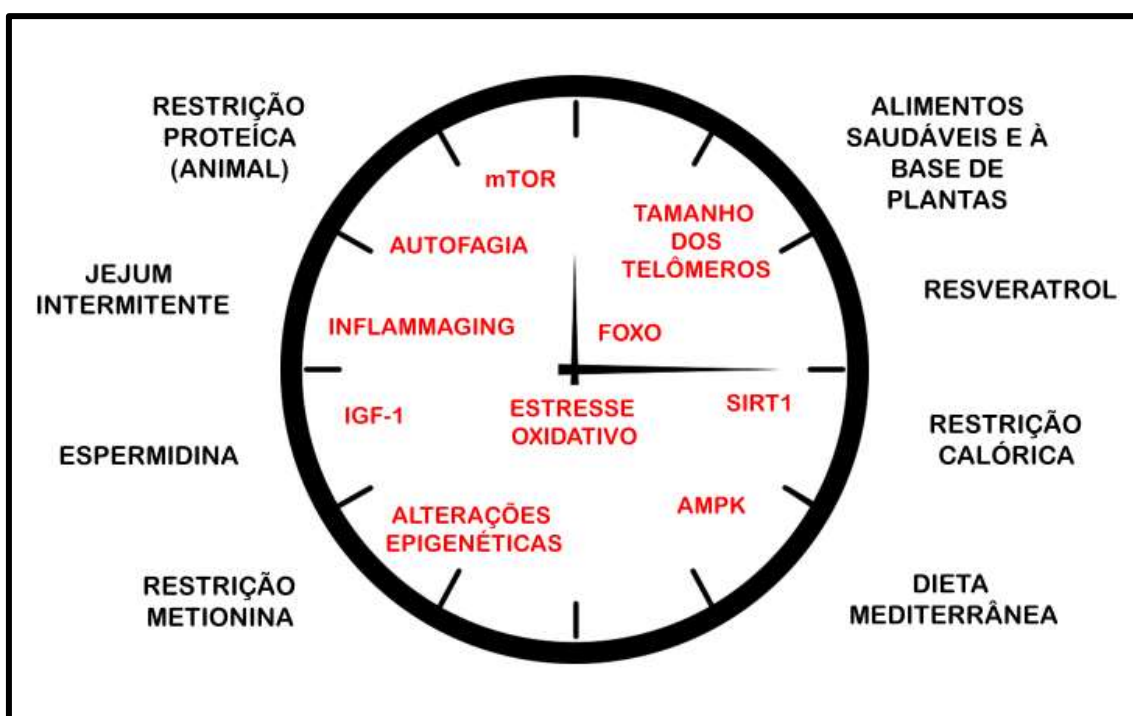 RESTRIÇÃO
PROTEÍCA
(ANIMAL)
JEJUM
INTERMITENTE
ESPERMIDINA
RESTRIÇÃO
METIONINA
mTOR
AUTOFAGIA
TAMANHO
DOS
TELÔMEROS
INFLAMMAGING
FOXO
IGF-1
ESTRESSE
OXIDATIVO
SIRT1
ALTERAÇÕES
EPIGENÉTICAS
AMPK
ALIMENTOS
SAUDÁVEIS E À
BASE DE
PLANTAS
RESVERATROL
RESTRIÇÃO
CALÓRICA
DIETA
MEDITERRÂNEA